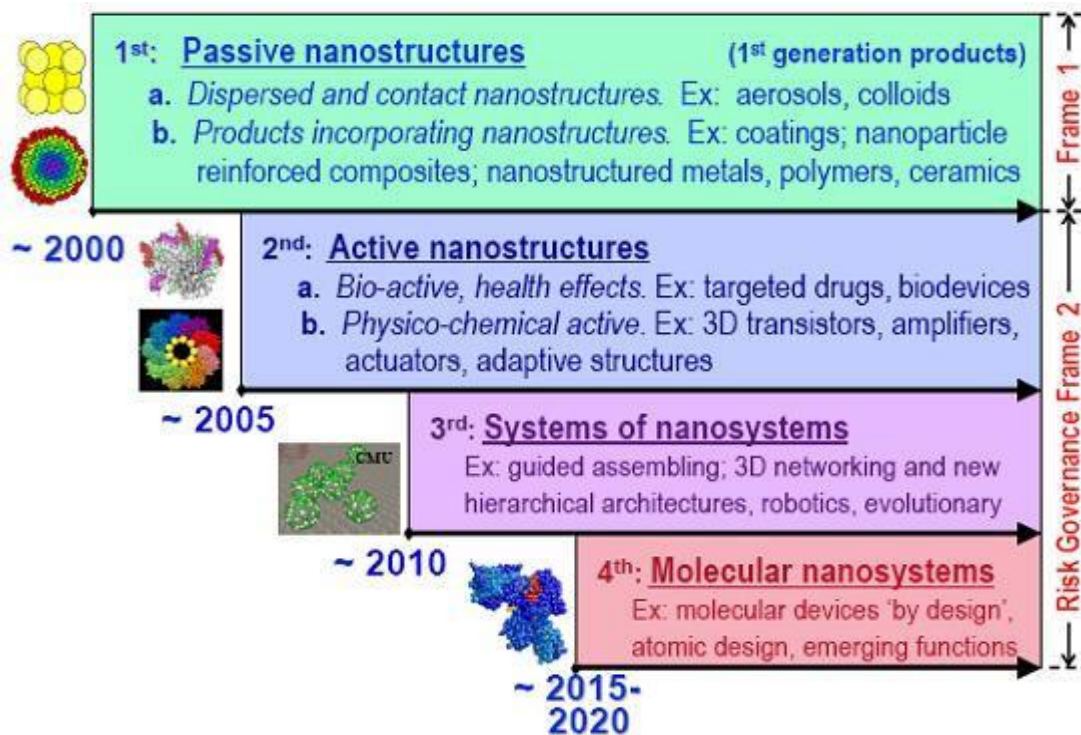 1st: Passive nanostructures (1st generation products)
a. Dispersed and contact nanostructures. Ex: aerosols, colloids
b. Products incorporating nanostructures. Ex: coatings; nanoparticle
reinforced composites; nanostructured metals, polymers, ceramics
Frame 1
~ 2000
2nd: Active nanostructures
a. Bio-active, health effects. Ex: targeted drugs, biodevices
b. Physico-chemical active. Ex: 3D transistors, amplifiers,
actuators, adaptive structures
~ 2005
CMU
3rd: Systems of nanosystems
Ex: guided assembling; 3D networking and new
hierarchical architectures, robotics, evolutionary
~ 2010
4th: Molecular nanosystems
Ex: molecular devices ‘by design’,
atomic design, emerging functions
~ 2015-
2020
Risk Governance Frame 2